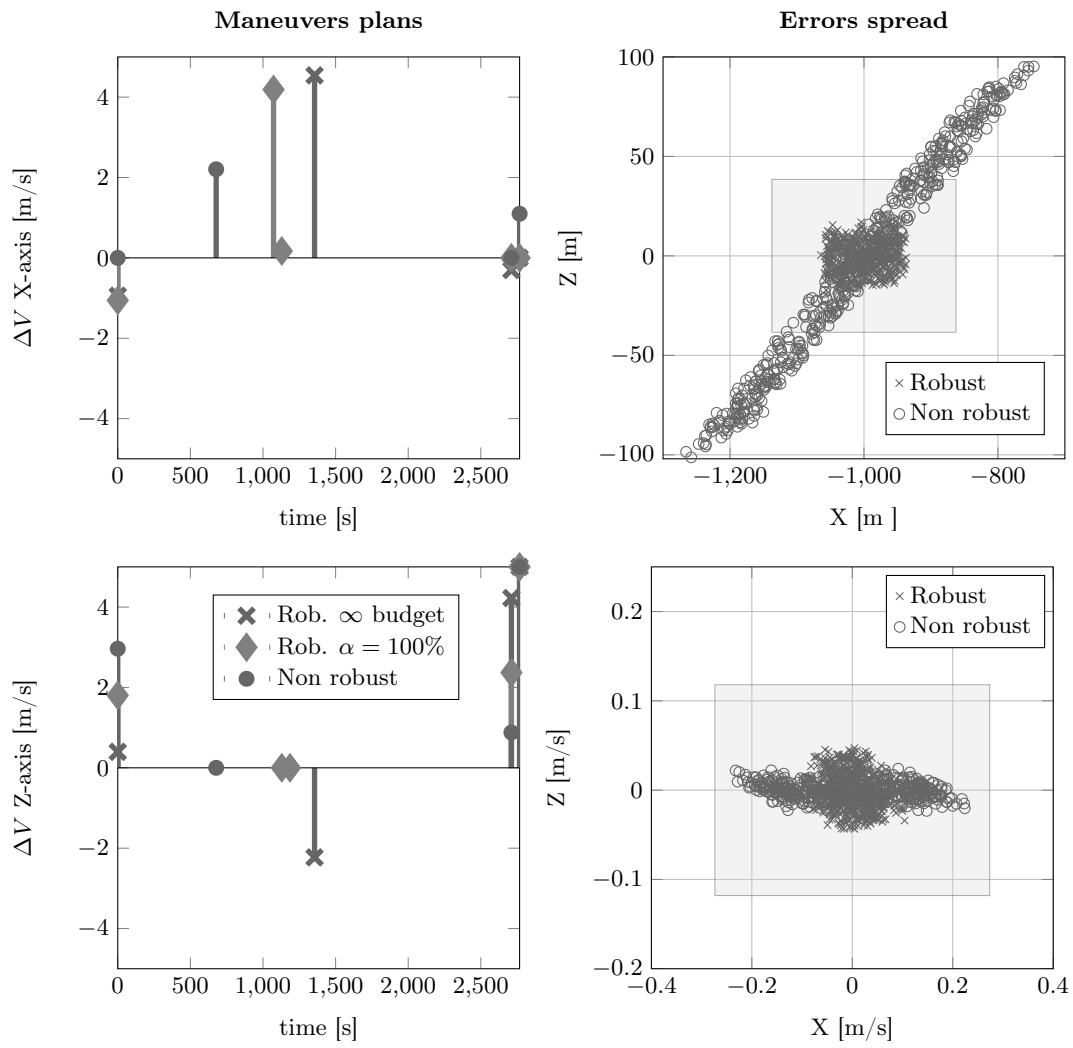 Maneuvers plans
Errors spread
4
2
0
−2
−4
ΔV X-axis [m/s]
0 500 1,000 1,500 2,000 2,500
time [s]
100
50
0
−50
−100
Z [m]
× Robust
○ Non robust
−1,200 −1,000 −800
X [m ]
4
2
0
−2
−4
ΔV Z-axis [m/s]
Rob. ∞ budget
Rob. α = 100%
Non robust
0 500 1,000 1,500 2,000 2,500
time [s]
0.2
0.1
0
−0.1
−0.2
Z [m/s]
× Robust
○ Non robust
−0.4 −0.2 0 0.2 0.4
X [m/s]